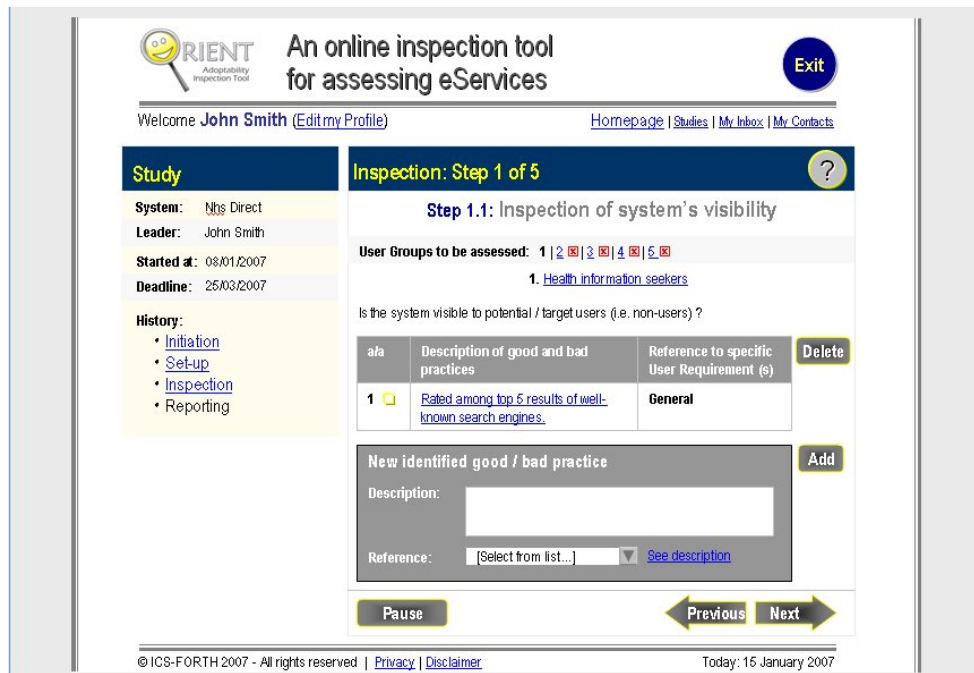 ORIENT
Adoptability
Inspection Tool
An online inspection tool
for assessing eServices
Exit
Welcome John Smith (Edit my Profile)
Homepage | Studies | My Inbox | My Contacts
Study
System: Nhs Direct
Leader: John Smith
Started at: 08/01/2007
Deadline: 25/03/2007
History:
• Initiation
• Set-up
• Inspection
• Reporting
Inspection: Step 1 of 5
?
Step 1.1: Inspection of system's visibility
User Groups to be assessed: 1 | 2 | 3 | 4 | 5
1. Health information seekers
Is the system visible to potential / target users (i.e. non-users) ?
a/a Description of good and bad practices Reference to specific User Requirement (s)
Delete
1 Rated among top 5 results of well-
known search engines. General
New identified good / bad practice
Add
Description:
Reference: [Select from list...] See description
Pause
Previous Next
© ICS-FORTH 2007 - All rights reserved | Privacy | Disclaimer
Today: 15 January 2007